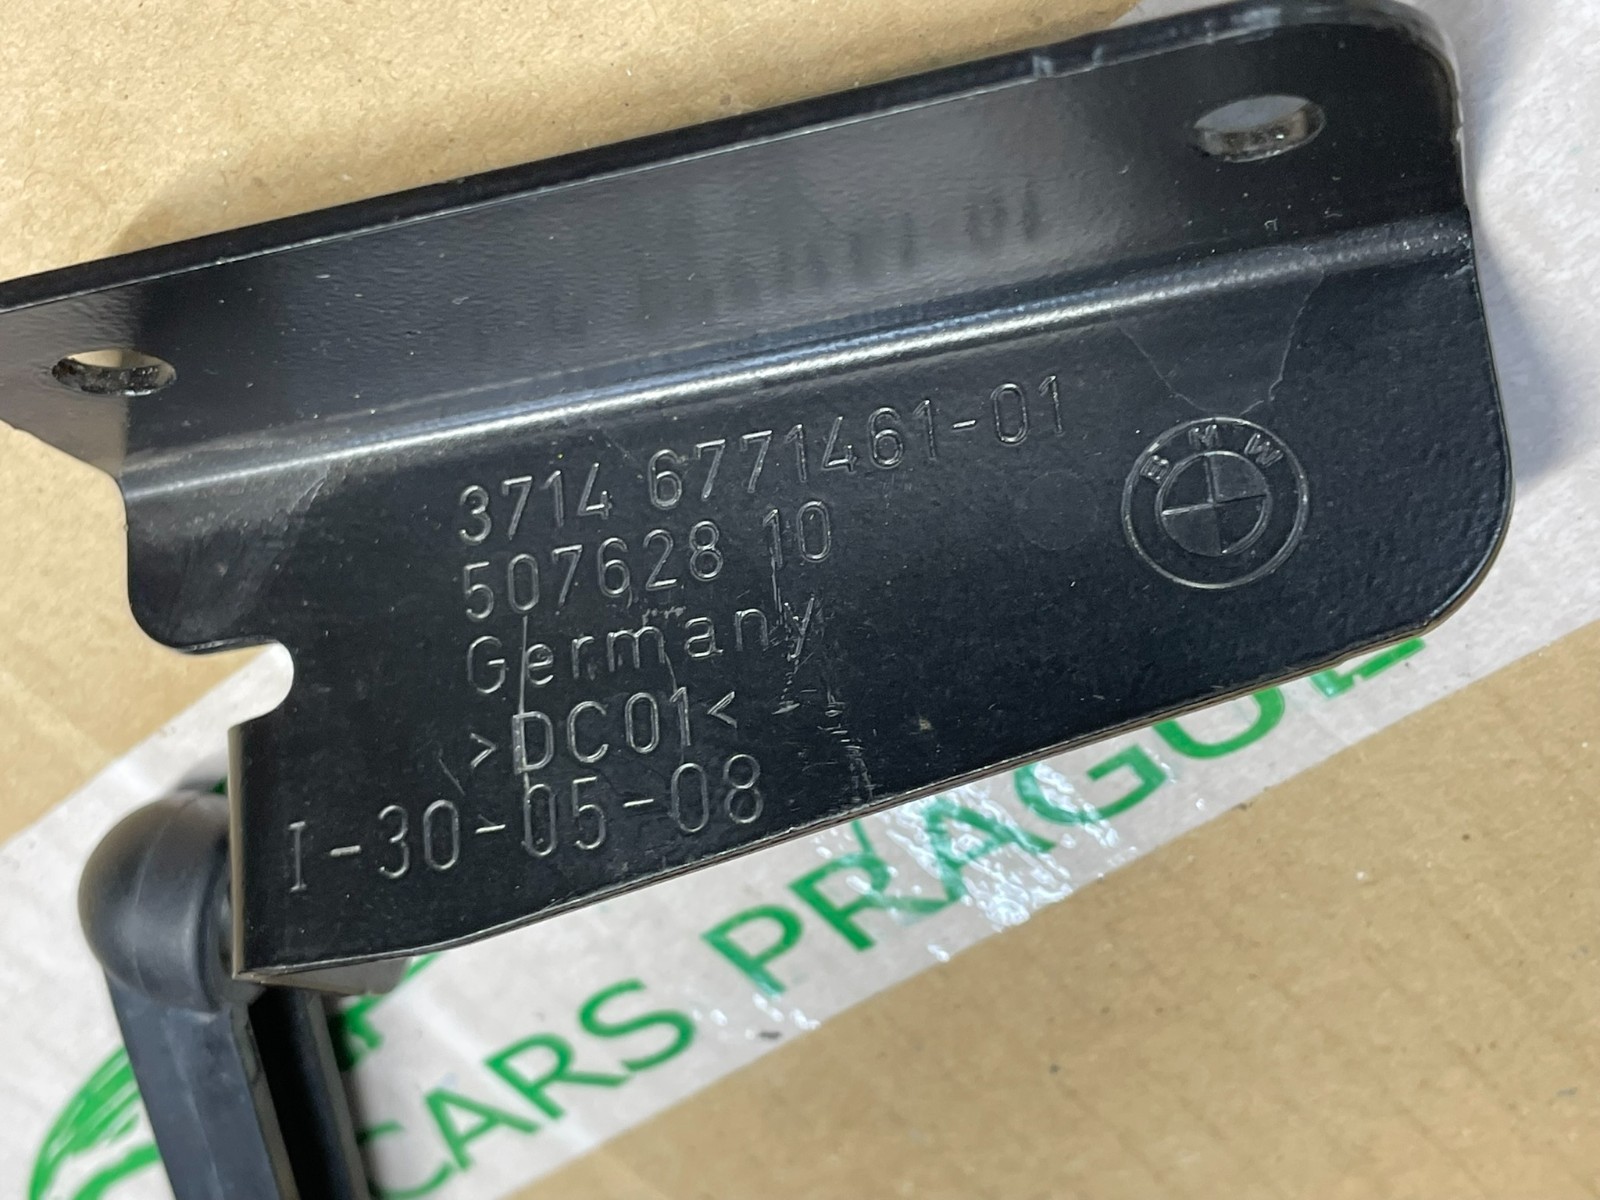 3714 6771461-01
507628 10
Germany
>DC01<
I-30-05-08
BMW
CARS PRAGUE